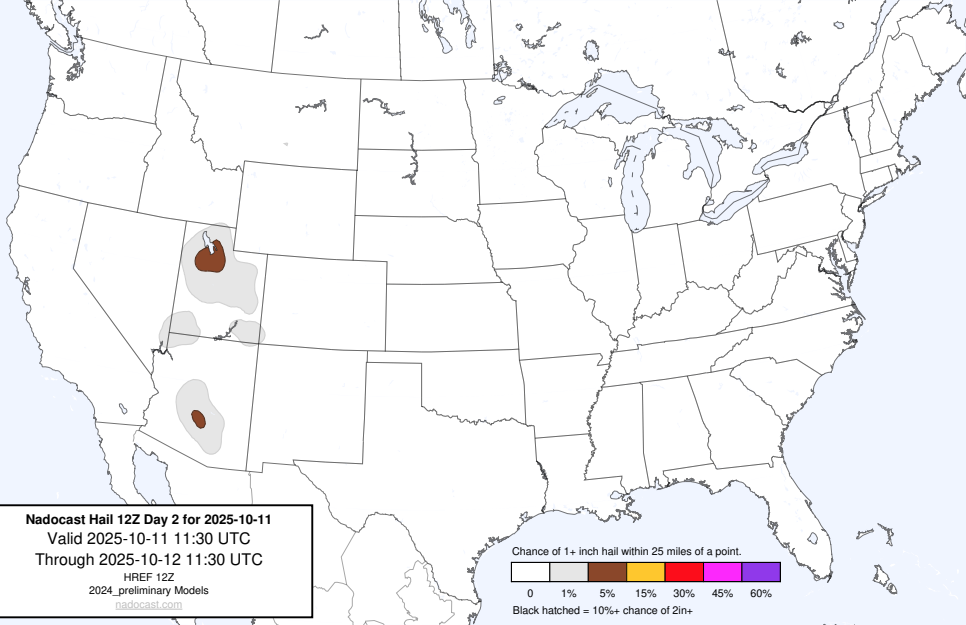 Nadocast Hail 12Z Day 2 for 2025-10-11
Valid 2025-10-11 11:30 UTC
Through 2025-10-12 11:30 UTC
HREF 12Z
2024_preliminary Models
nadocast.com
Chance of 1+ inch hail within 25 miles of a point.
0 1% 5% 15% 30% 45% 60%
Black hatched = 10%+ chance of 2in+